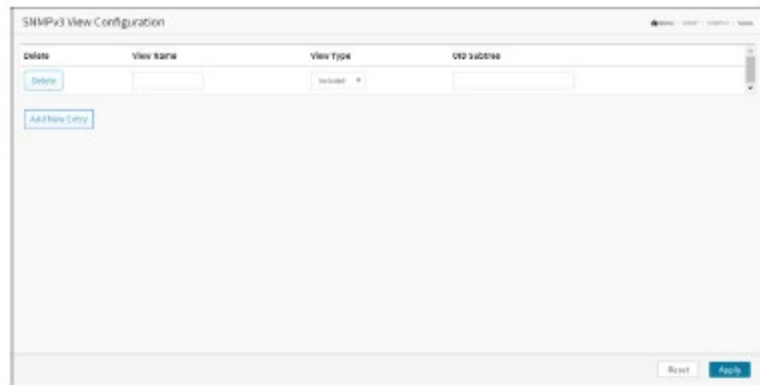 SNMPv3 View Configuration
Delete View Name View Type OID Subtree
Delete included
Add New Entry
Reset Apply